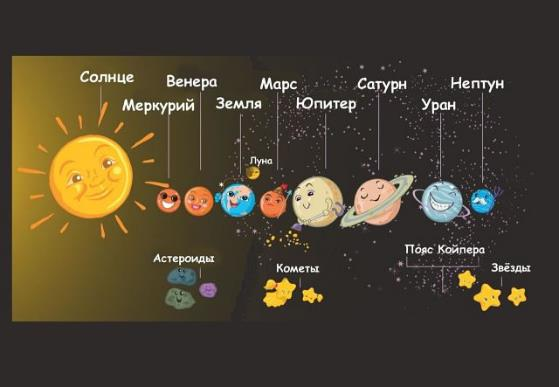 Солнце
Меркурий
Венера
Земля
Луна
Марс
Юпитер
Сатурн
Уран
Нептун
Астероиды
Кометы
Пояс Койпера
Звёзды